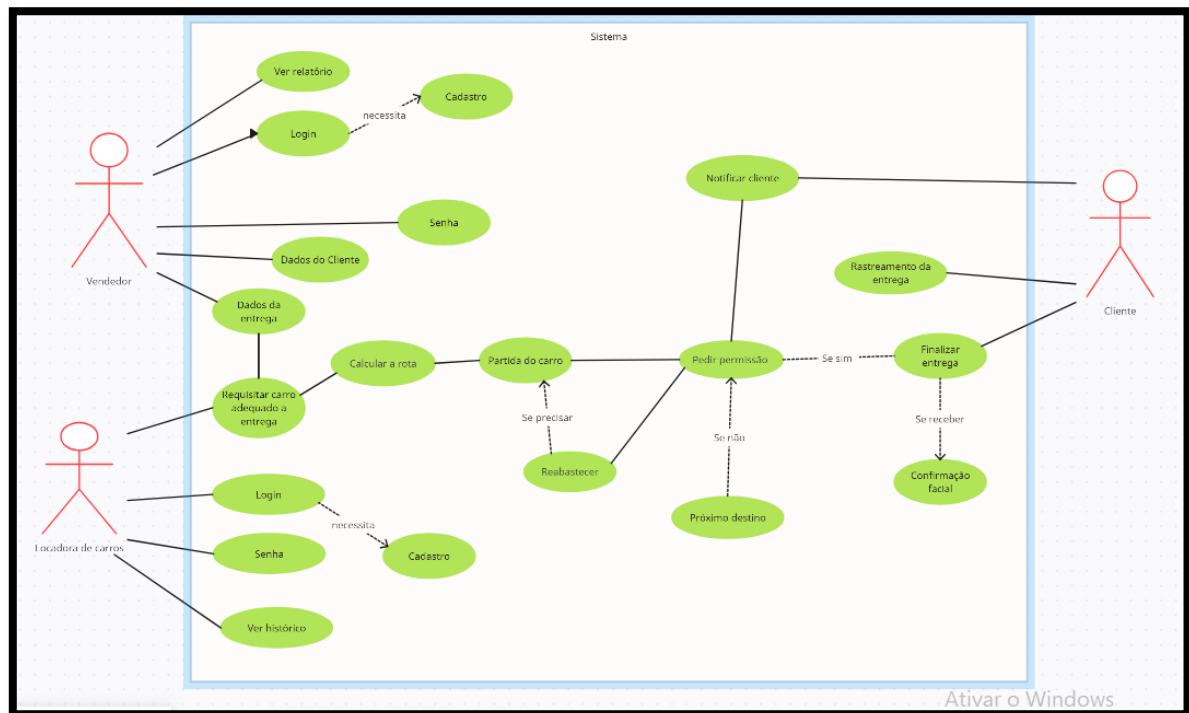 Sistema
Ver relatório
Cadastro
necessita
Login
Notificar cliente
Senha
Vendedor
Dados do Cliente
Rastreamento da
entrega
Cliente
Dados da
entrega
Calcular a rota
Partida do carro
Pedir permissão
Se sim
Finalizar
entrega
Requisitar carro
adequado a
entrega
Se precisar
Se receber
Se não
Reabastecer
Confirmação
facial
Login
Próximo destino
necessita
Locadora de carros
Senha
Cadastro
Ver histórico
Ativar o Windows